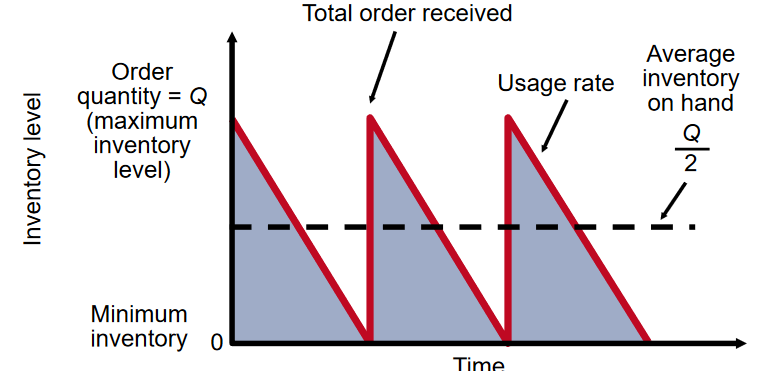 Total order received
Order
quantity = Q
(maximum
inventory
level)
Usage rate
Average
inventory
on hand
Q
2
Inventory level
Minimum
inventory
0
Time